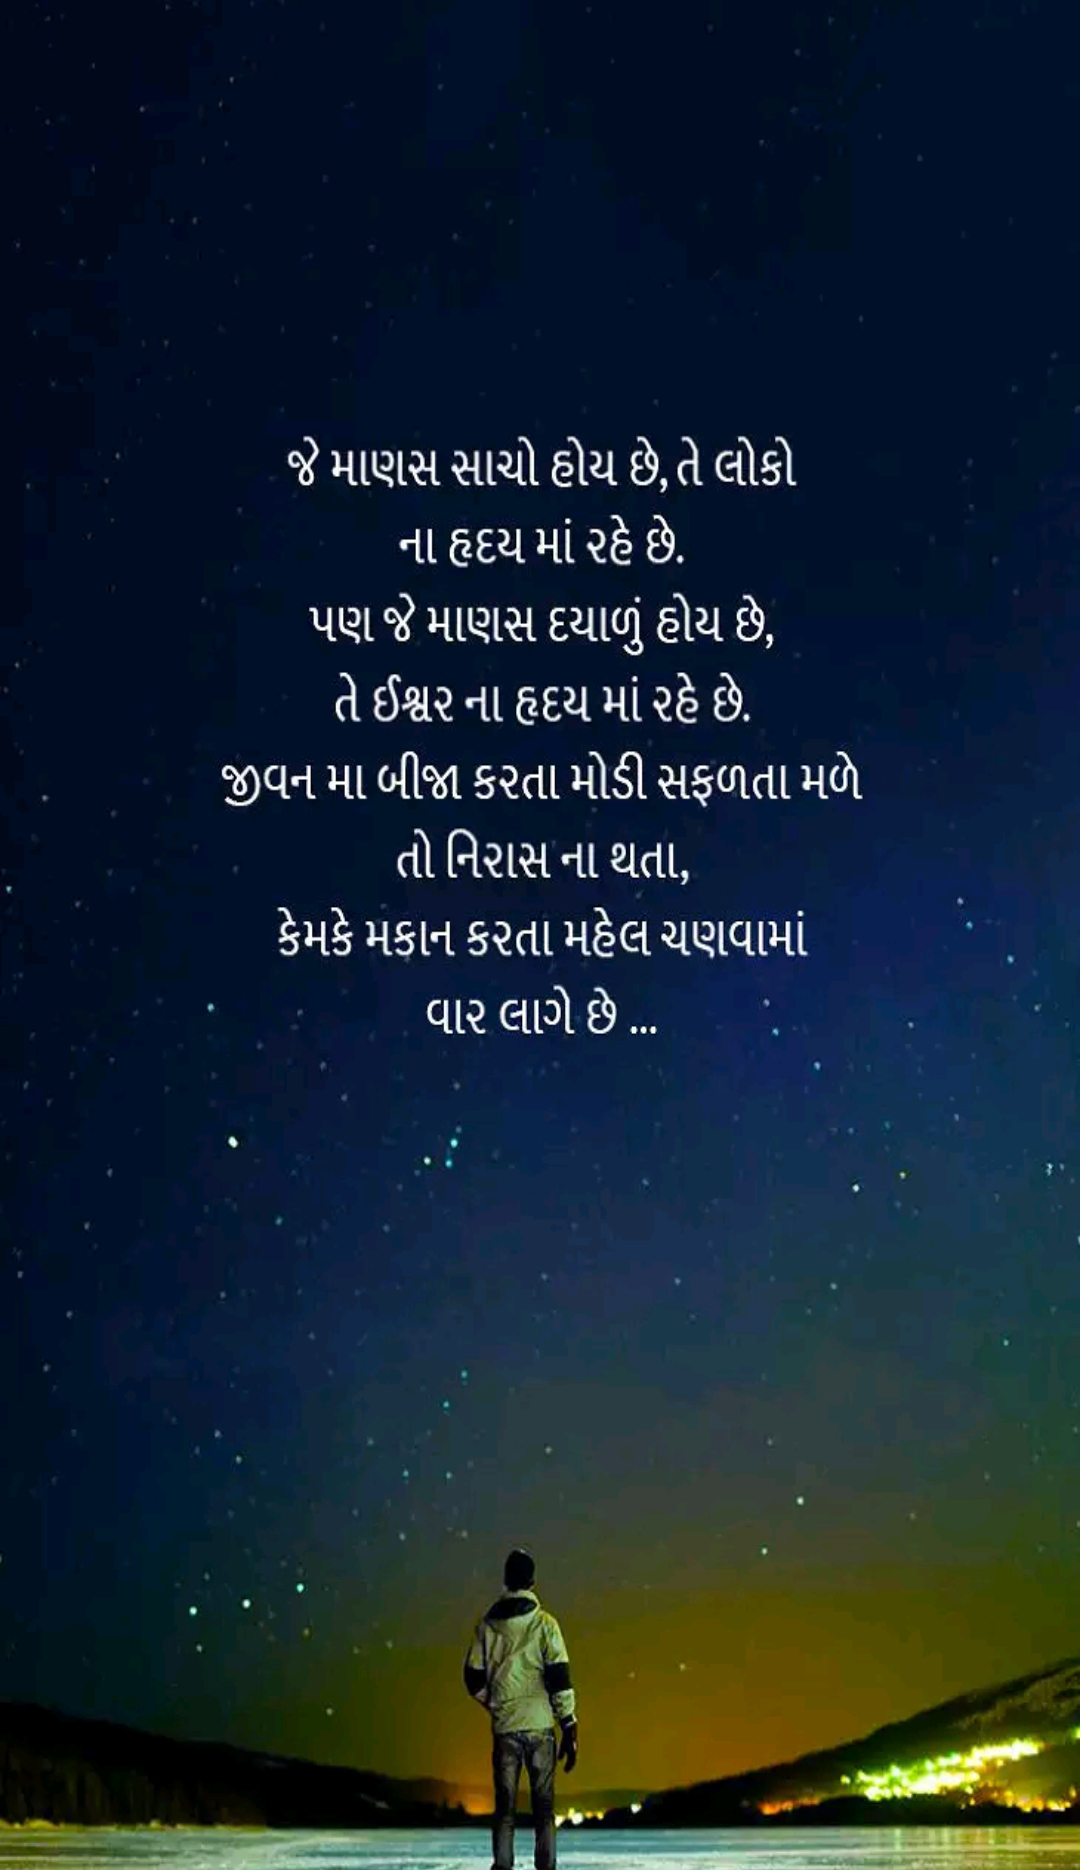 જે માણસ સાચો હોય છે, તે લોકો
ના હૃદય માં રહે છે.
પણ જે માણસ દયાળું હોય છે,
તે ઈશ્વર ના હૃદય માં રહે છે.
જીવન મા બીજા કરતા મોડી સફળતા મળે
તો નિરાસ ના થતા,
કેમકે મકાન કરતા મહેલ ચણવામાં
વાર લાગે છે ...